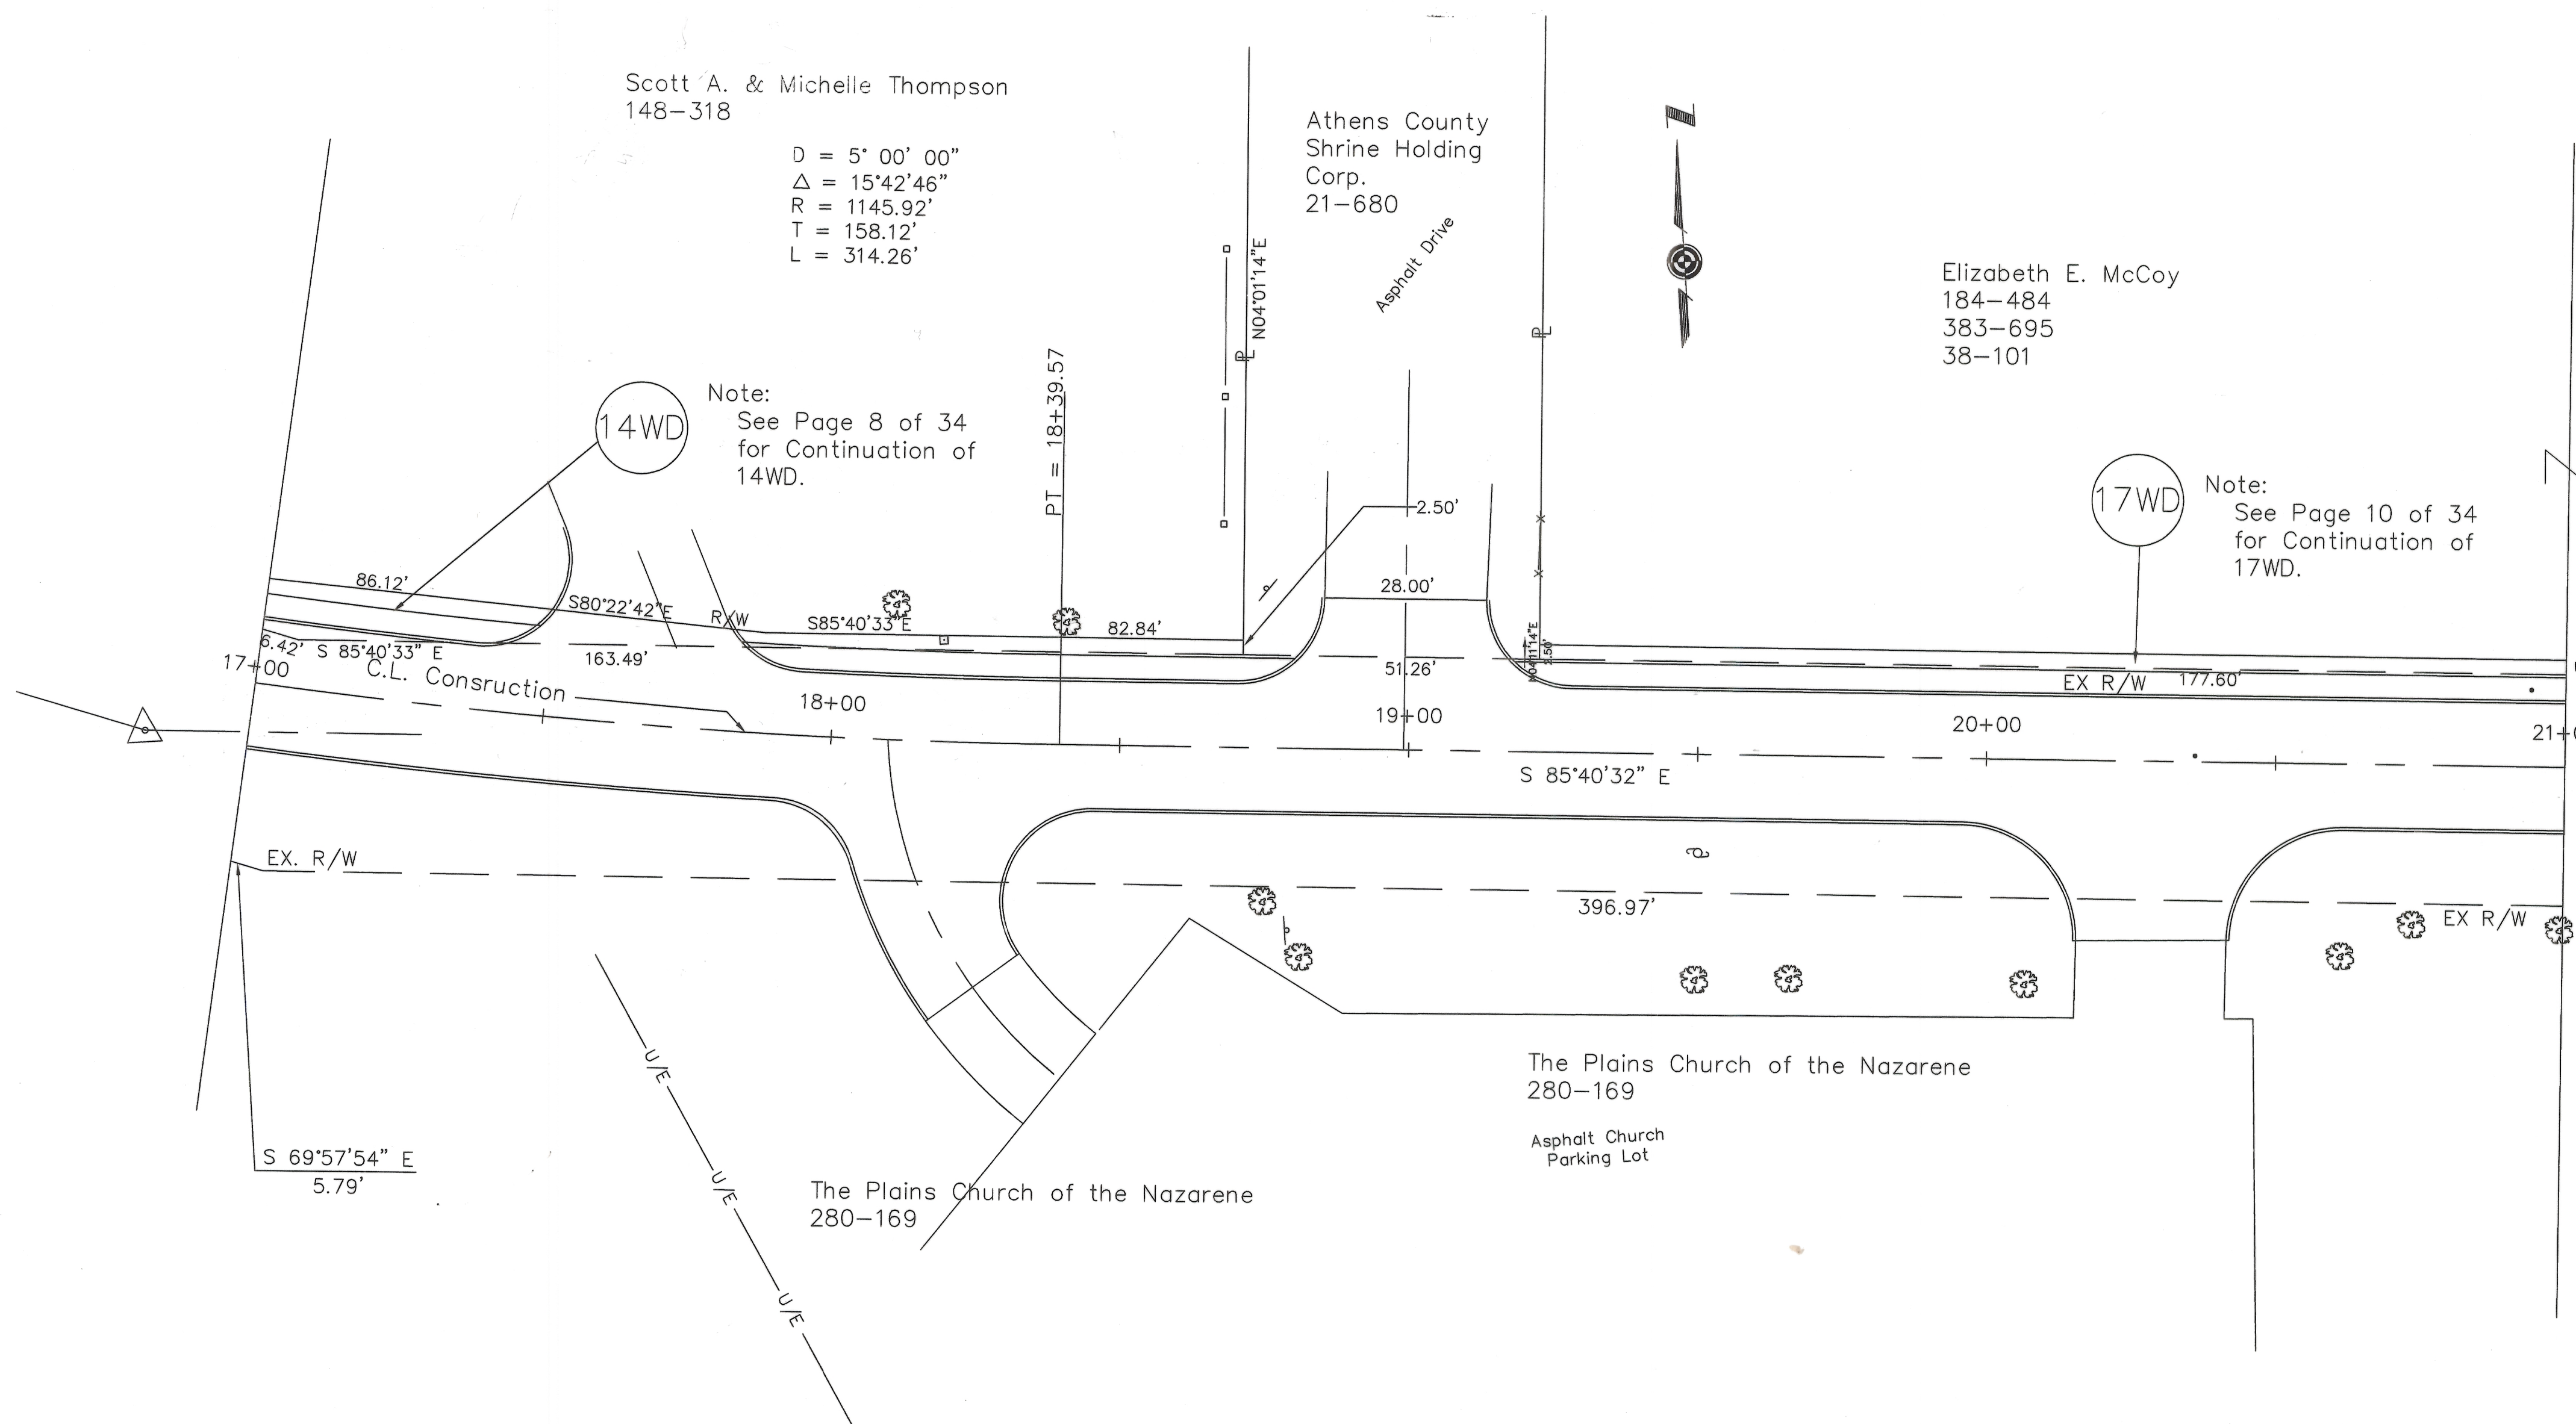 Scott A. & Michelle Thompson
148–318
D = 5° 00' 00"
△ = 15°42'46"
R = 1145.92'
T = 158.12'
L = 314.26'
Athens County
Shrine Holding
Corp.
21–680
Asphalt Drive
N04°01'14"E
PL
PL
Elizabeth E. McCoy
184–484
383–695
38–101
14WD
Note:
See Page 8 of 34
for Continuation of
14WD.
PT = 18+39.57
2.50'
17WD
Note:
See Page 10 of 34
for Continuation of
17WD.
86.12'
S80°22'42"E
R/W
S85°40'33"E
82.84'
28.00'
2.50'
6.42'
S 85°40'33" E
163.49'
51.26'
EX R/W
177.60'
17+00
C.L. Consruction
18+00
19+00
20+00
S 85°40'32" E
EX. R/W
396.97'
EX R/W
U/E
U/E
U/E
S 69°57'54" E
5.79'
The Plains Church of the Nazarene
280–169
Asphalt Church
Parking Lot
The Plains Church of the Nazarene
280–169